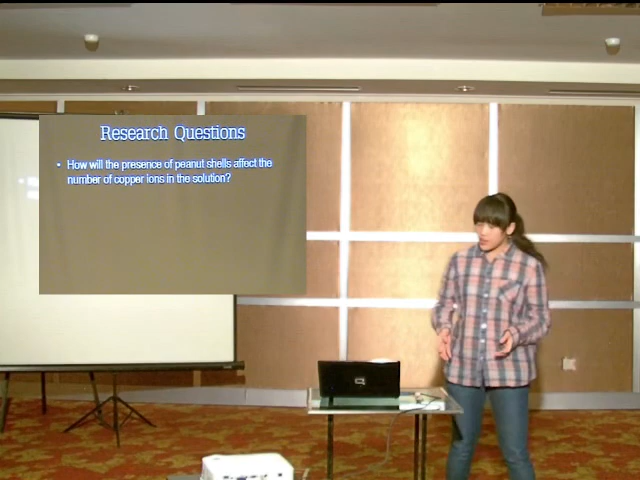 Research Questions
• How will the presence of peanut shells affect the
number of copper ions in the solution?